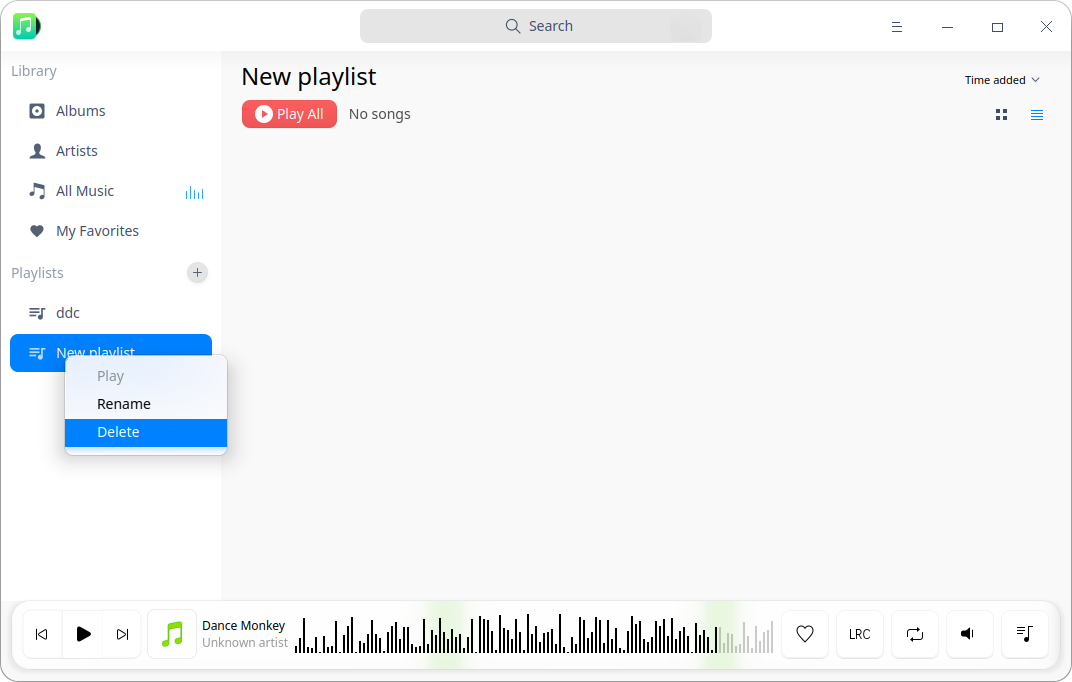 Search
Library
Albums
Artists
All Music
My Favorites
Playlists
ddc
New playlist
Play
Rename
Delete
New playlist
Time added
Play All
No songs
Dance Monkey
Unknown artist
LRC